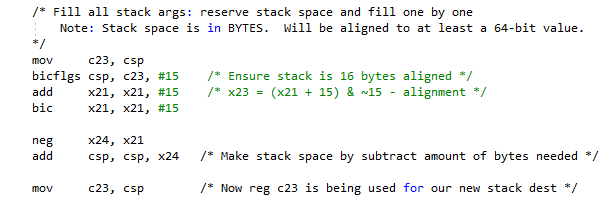 /* Fill all stack args: reserve stack space and fill one by one
Note: Stack space is in BYTES.  Will be aligned to at least a 64-bit value.
*/
mov     c23, csp
bicflgs csp, c23, #15    /* Ensure stack is 16 bytes aligned */
add     x21, x21, #15    /* x23 = (x21 + 15) & ~15 - alignment */
bic     x21, x21, #15
neg     x24, x21
add     csp, csp, x24   /* Make stack space by subtract amount of bytes needed */
mov     c23, csp        /* Now reg c23 is being used for our new stack dest */